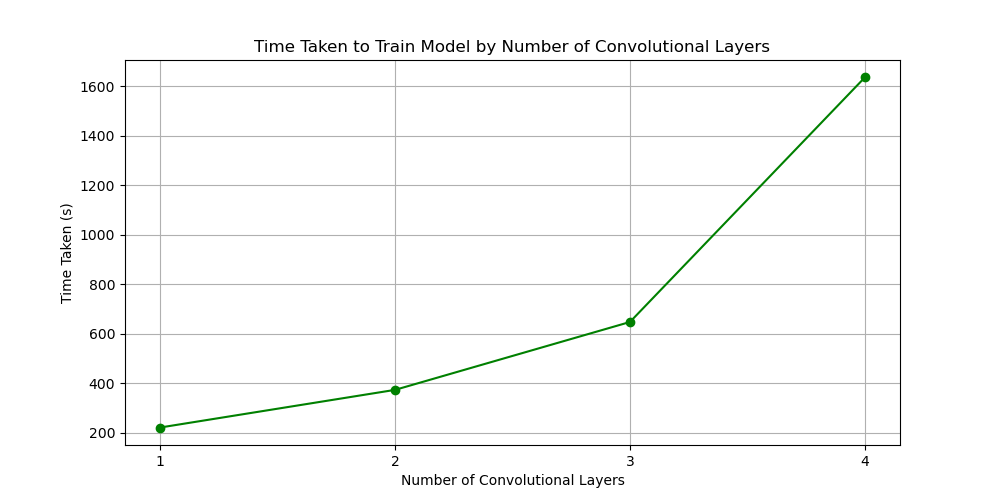 Time Taken to Train Model by Number of Convolutional Layers
1600
1400
1200
1000
800
600
400
200
Time Taken (s)
1 2 3 4
Number of Convolutional Layers